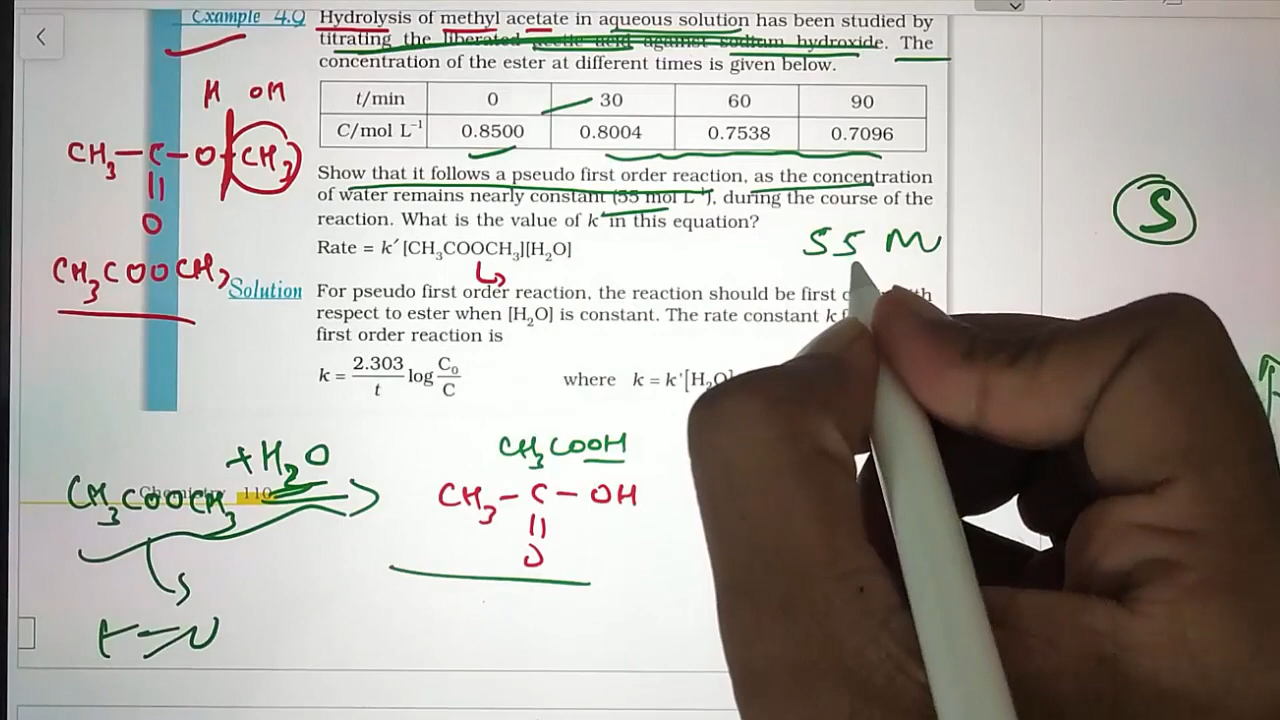 Example 4.9 Hydrolysis of methyl acetate in aqueous solution has been studied by
titrating the liberated acetic acid against sodium hydroxide. The
concentration of the ester at different times is given below.
t/min 0 30 60 90
C/mol L⁻¹ 0.8500 0.8004 0.7538 0.7096
Show that it follows a pseudo first order reaction, as the concentration
of water remains nearly constant (55 mol L⁻¹), during the course of the
reaction. What is the value of k′ in this equation?
Rate = k′ [CH₃COOCH₃][H₂O]
Solution For pseudo first order reaction, the reaction should be first
respect to ester when [H₂O] is constant. The rate constant k
first order reaction is
k = 2.303/t log C₀/C where k = k′[H₂O]
Chemistry 110
H OH
CH₃—C—O—CH₃
||
O
CH₃COOCH₃
55 M
S
CH₃COOCH₃ + H₂O
CH₃COOH
CH₃—C—OH
||
O